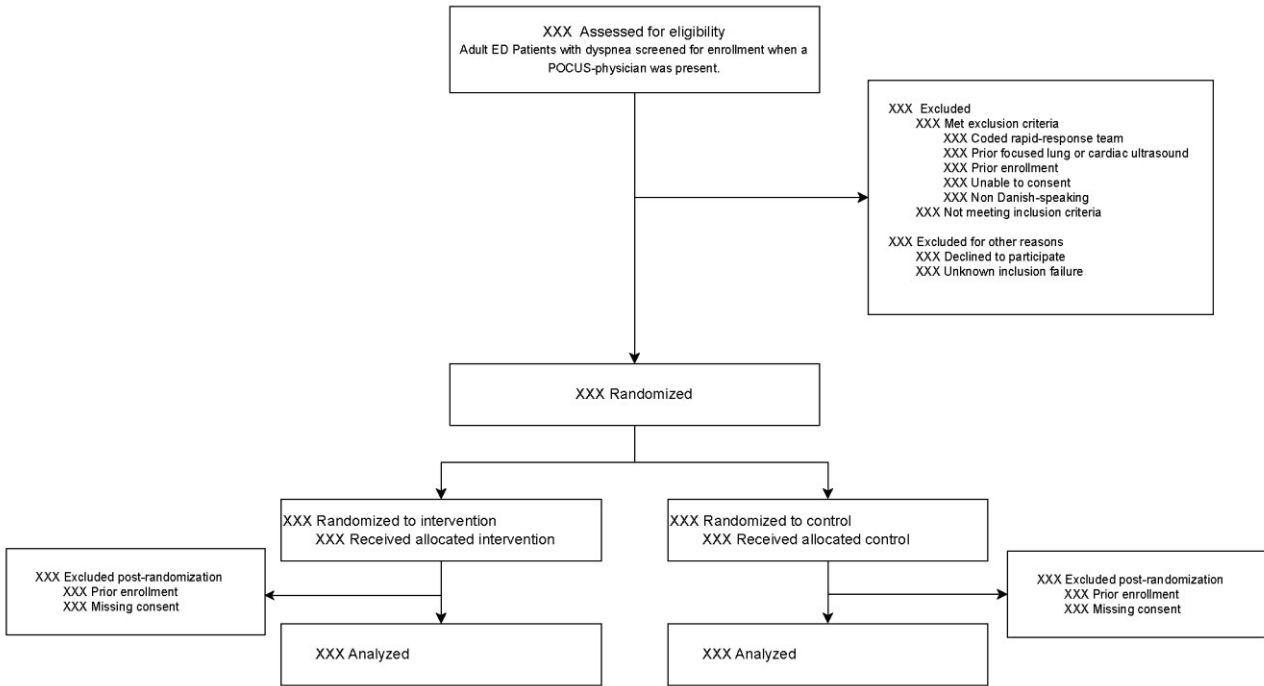 XXX Assessed for eligibility
Adult ED Patients with dyspnea screened for enrollment when a
POCUS-physician was present.
XXX Excluded
XXX Met exclusion criteria
XXX Coded rapid-response team
XXX Prior focused lung or cardiac ultrasound
XXX Prior enrollment
XXX Unable to consent
XXX Non Danish-speaking
XXX Not meeting inclusion criteria
XXX Excluded for other reasons
XXX Declined to participate
XXX Unknown inclusion failure
XXX Randomized
XXX Randomized to intervention
XXX Received allocated intervention
XXX Randomized to control
XXX Received allocated control
XXX Excluded post-randomization
XXX Prior enrollment
XXX Missing consent
XXX Excluded post-randomization
XXX Prior enrollment
XXX Missing consent
XXX Analyzed
XXX Analyzed